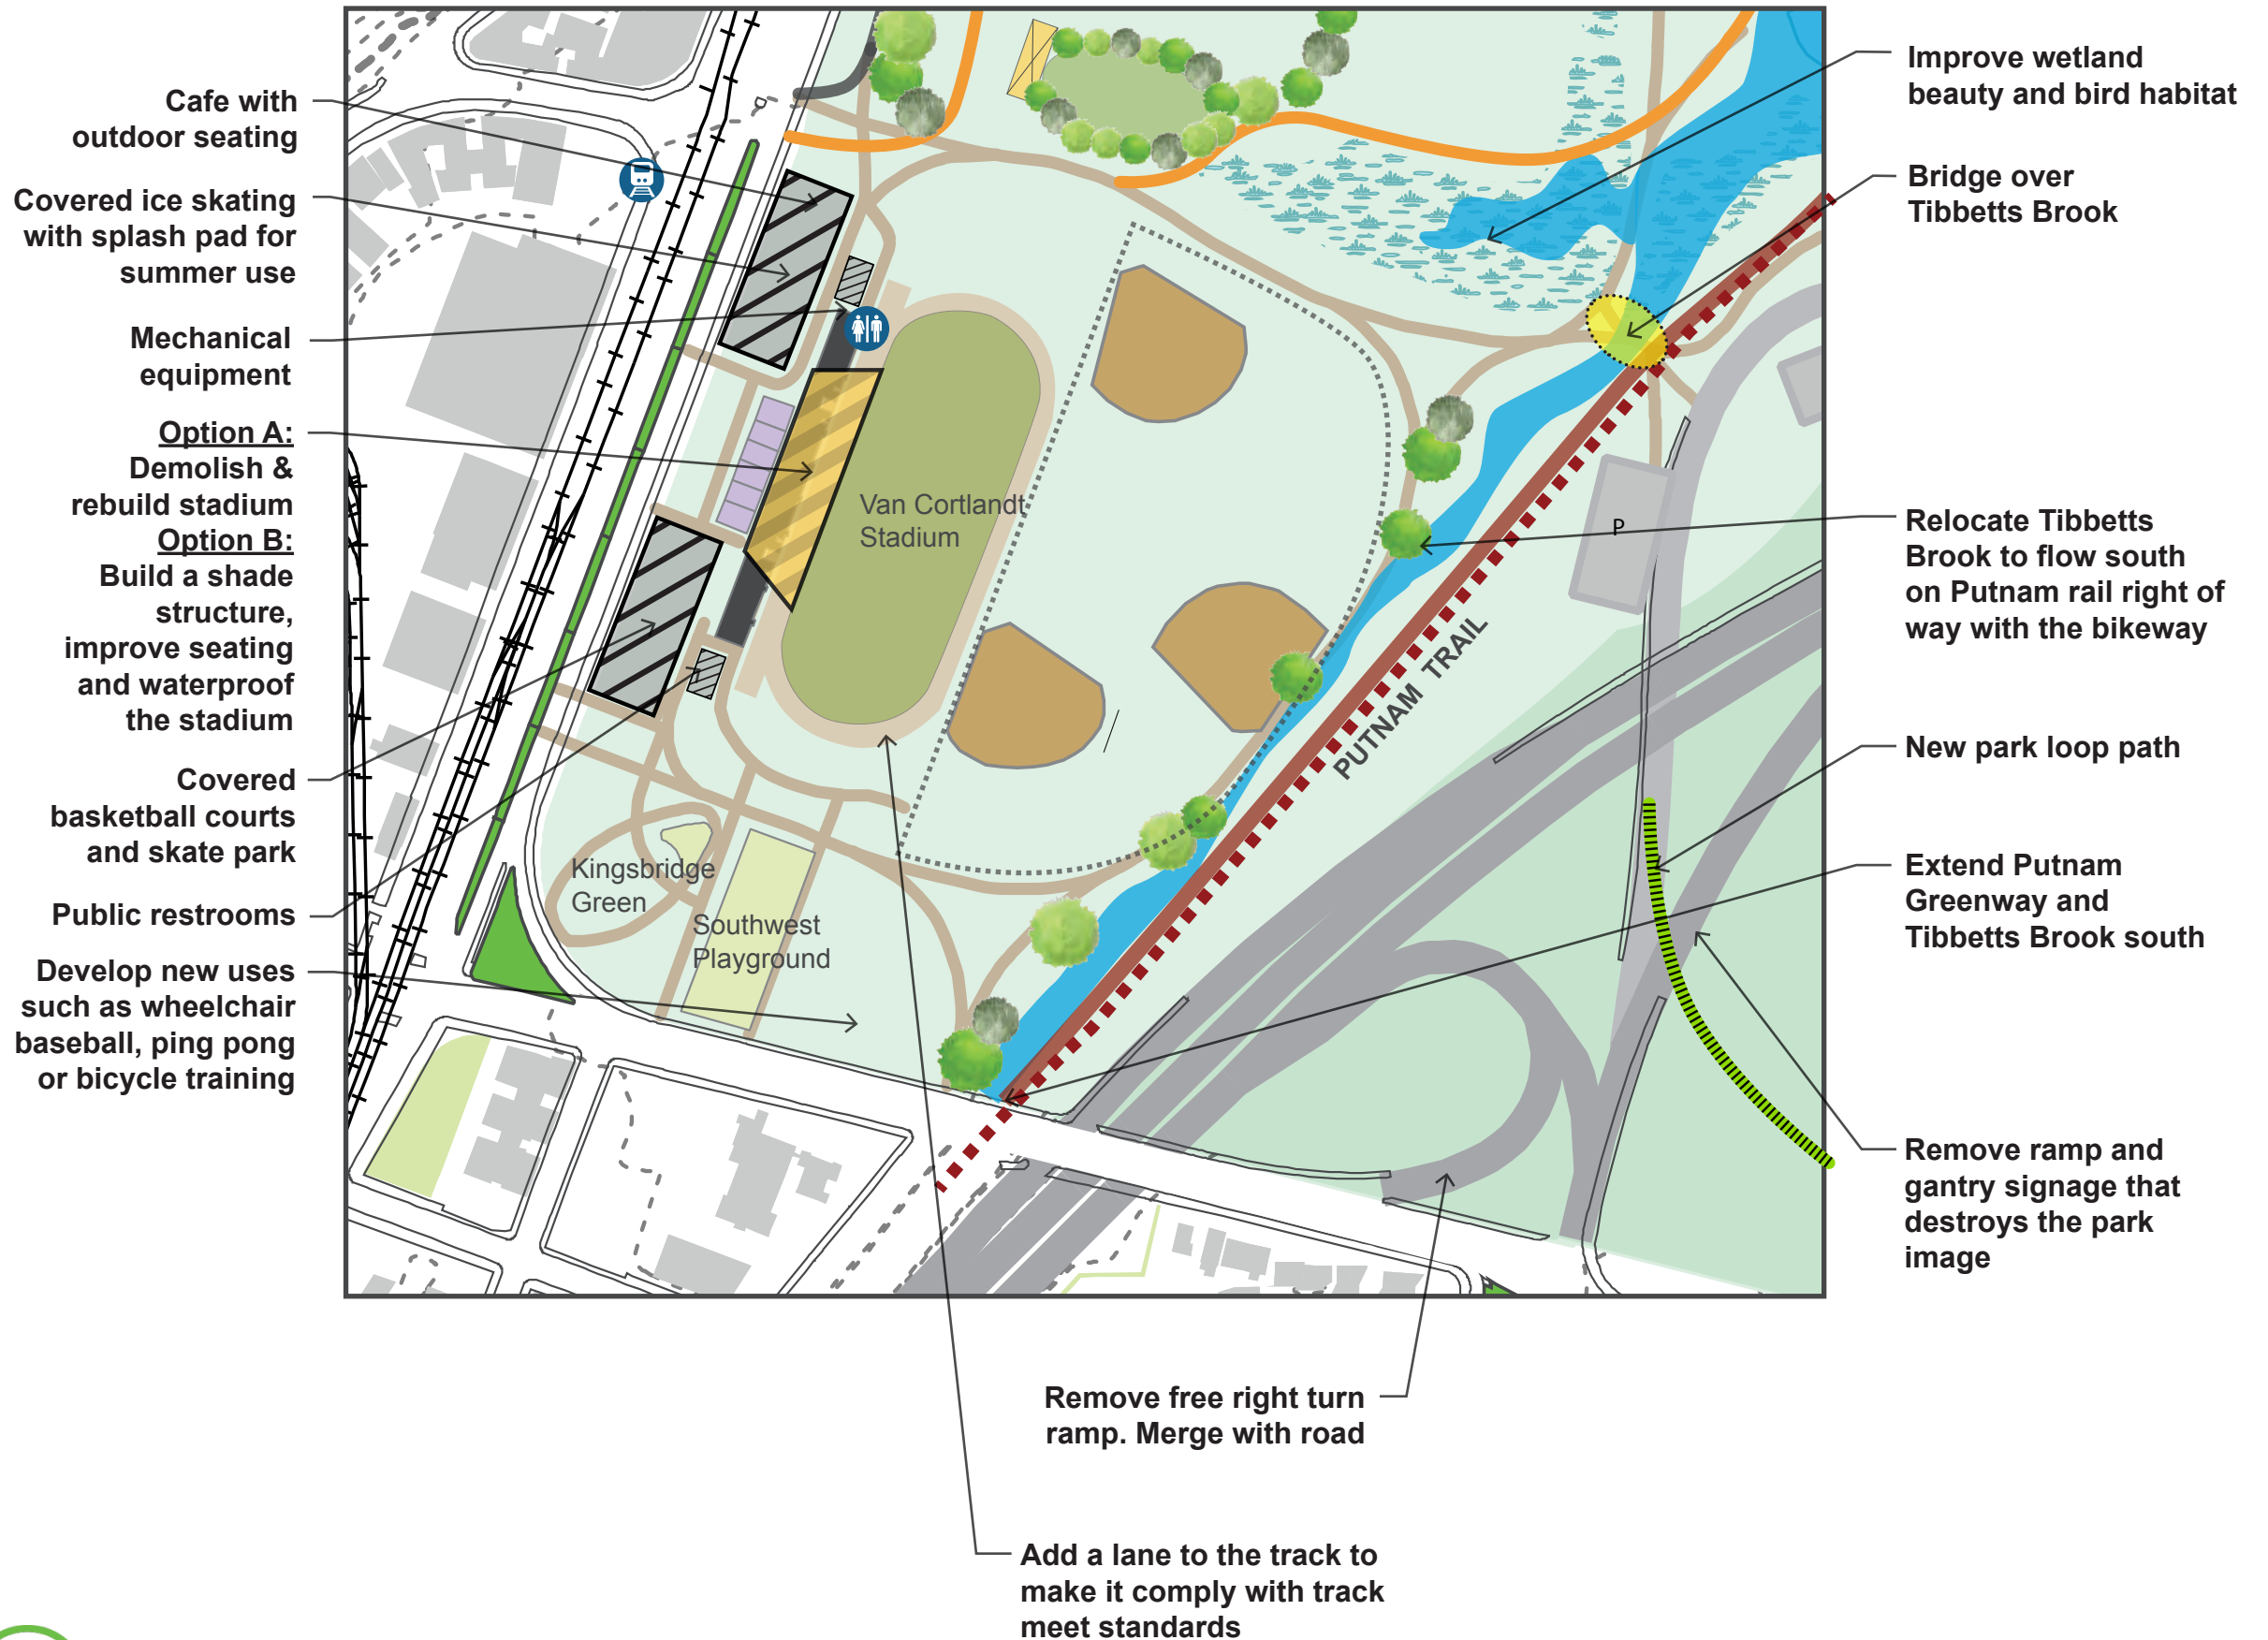 Cafe with
outdoor seating
Covered ice skating
with splash pad for
summer use
Mechanical
equipment
Option A:
Demolish &
rebuild stadium
Option B:
Build a shade
structure,
improve seating
and waterproof
the stadium
Covered
basketball courts
and skate park
Public restrooms
Develop new uses
such as wheelchair
baseball, ping pong
or bicycle training
Van Cortlandt
Stadium
Kingsbridge
Green
Southwest
Playground
PUTNAM TRAIL
P
Improve wetland
beauty and bird habitat
Bridge over
Tibbetts Brook
Relocate Tibbetts
Brook to flow south
on Putnam rail right of
way with the bikeway
New park loop path
Extend Putnam
Greenway and
Tibbetts Brook south
Remove ramp and
gantry signage that
destroys the park
image
Remove free right turn
ramp. Merge with road
Add a lane to the track to
make it comply with track
meet standards